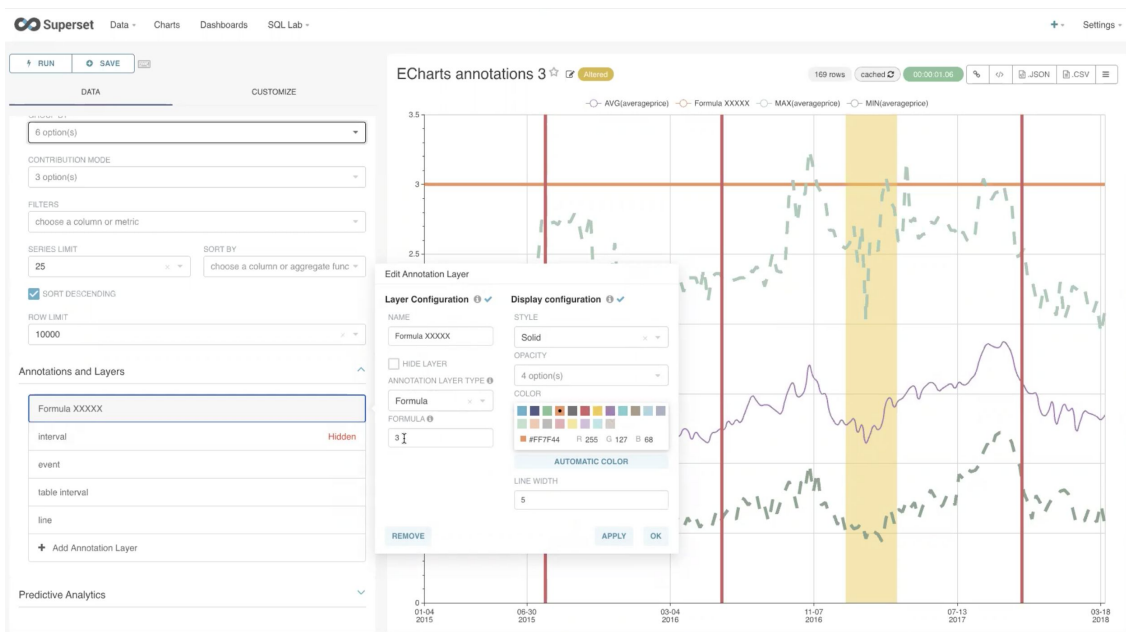 Superset Data Charts Dashboards SQL Lab + Settings
RUN SAVE
DATA CUSTOMIZE
GROUP BY
6 option(s)
CONTRIBUTION MODE
3 option(s)
FILTERS
choose a column or metric
SERIES LIMIT SORT BY
25 × choose a column or aggregate func
SORT DESCENDING
ROW LIMIT
10000 ×
Annotations and Layers
Formula XXXXX
interval Hidden
event
table interval
line
+ Add Annotation Layer
Predictive Analytics
ECharts annotations 3 Altered 169 rows cached 00:00:01.06 </> .JSON .CSV
AVG(averageprice) Formula XXXXX MAX(averageprice) MIN(averageprice)
3.5
3
2.5
0
01-04 2015
06-30 2015
03-04 2016
11-07 2016
07-13 2017
03-18 2018
Edit Annotation Layer
Layer Configuration
NAME
Formula XXXXX
HIDE LAYER
ANNOTATION LAYER TYPE
Formula ×
FORMULA
3
Display configuration
STYLE
Solid ×
OPACITY
4 option(s)
COLOR
#FF7F44 R 255 G 127 B 68
AUTOMATIC COLOR
LINE WIDTH
5
REMOVE APPLY OK